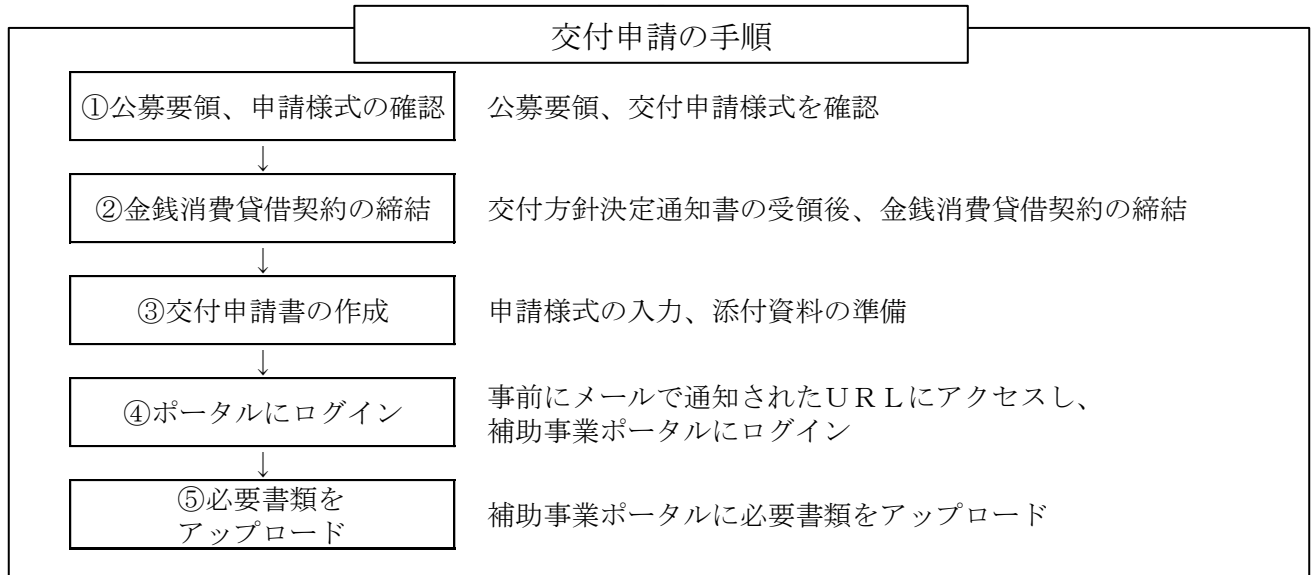 交付申請の手順
①公募要領、申請様式の確認
公募要領、交付申請様式を確認
↓
②金銭消費貸借契約の締結
交付方針決定通知書の受領後、金銭消費貸借契約の締結
↓
③交付申請書の作成
申請様式の入力、添付資料の準備
↓
④ポータルにログイン
事前にメールで通知されたＵＲＬにアクセスし、
補助事業ポータルにログイン
↓
⑤必要書類を
アップロード
補助事業ポータルに必要書類をアップロード